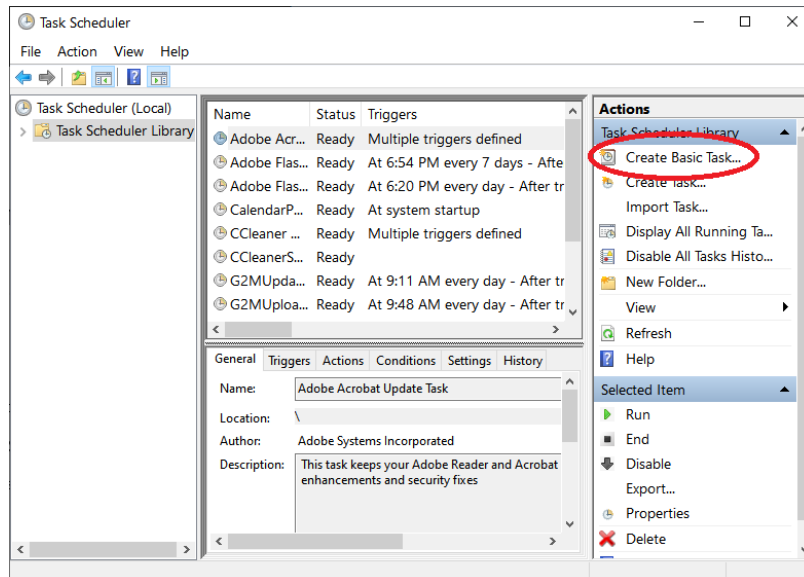 Task Scheduler
File Action View Help
Task Scheduler (Local)
Task Scheduler Library
Name Status Triggers
Adobe Acr... Ready Multiple triggers defined
Adobe Flas... Ready At 6:54 PM every 7 days - Afte
Adobe Flas... Ready At 6:20 PM every day - After tr
CalendarP... Ready At system startup
CCleaner ... Ready Multiple triggers defined
CCleanerS... Ready
G2MUpda... Ready At 9:11 AM every day - After tr
G2MUploa... Ready At 9:48 AM every day - After tr
General Triggers Actions Conditions Settings History
Name: Adobe Acrobat Update Task
Location: \
Author: Adobe Systems Incorporated
Description: This task keeps your Adobe Reader and Acrobat
enhancements and security fixes
Actions
Task Scheduler Library
Create Basic Task...
Create Task...
Import Task...
Display All Running Ta...
Disable All Tasks Histo...
New Folder...
View
Refresh
Help
Selected Item
Run
End
Disable
Export...
Properties
Delete